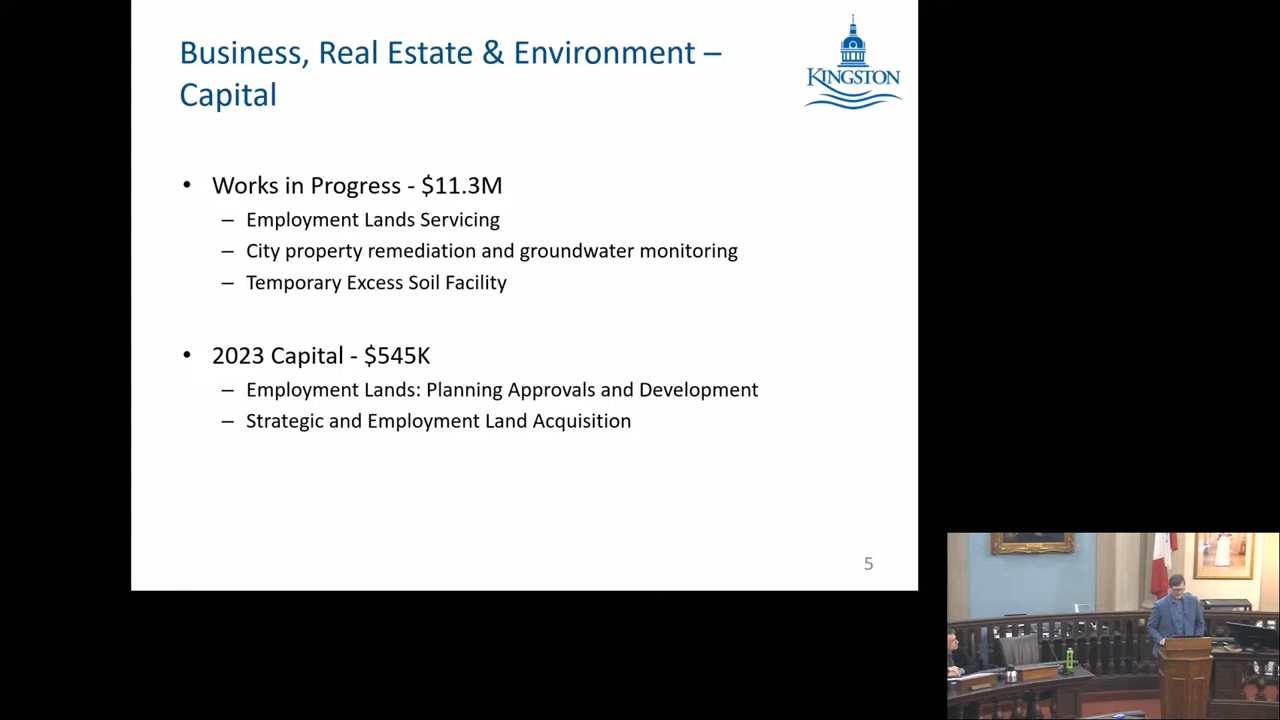 Business, Real Estate & Environment –
Capital
KINGSTON
• Works in Progress - $11.3M
– Employment Lands Servicing
– City property remediation and groundwater monitoring
– Temporary Excess Soil Facility
• 2023 Capital - $545K
– Employment Lands: Planning Approvals and Development
– Strategic and Employment Land Acquisition
5